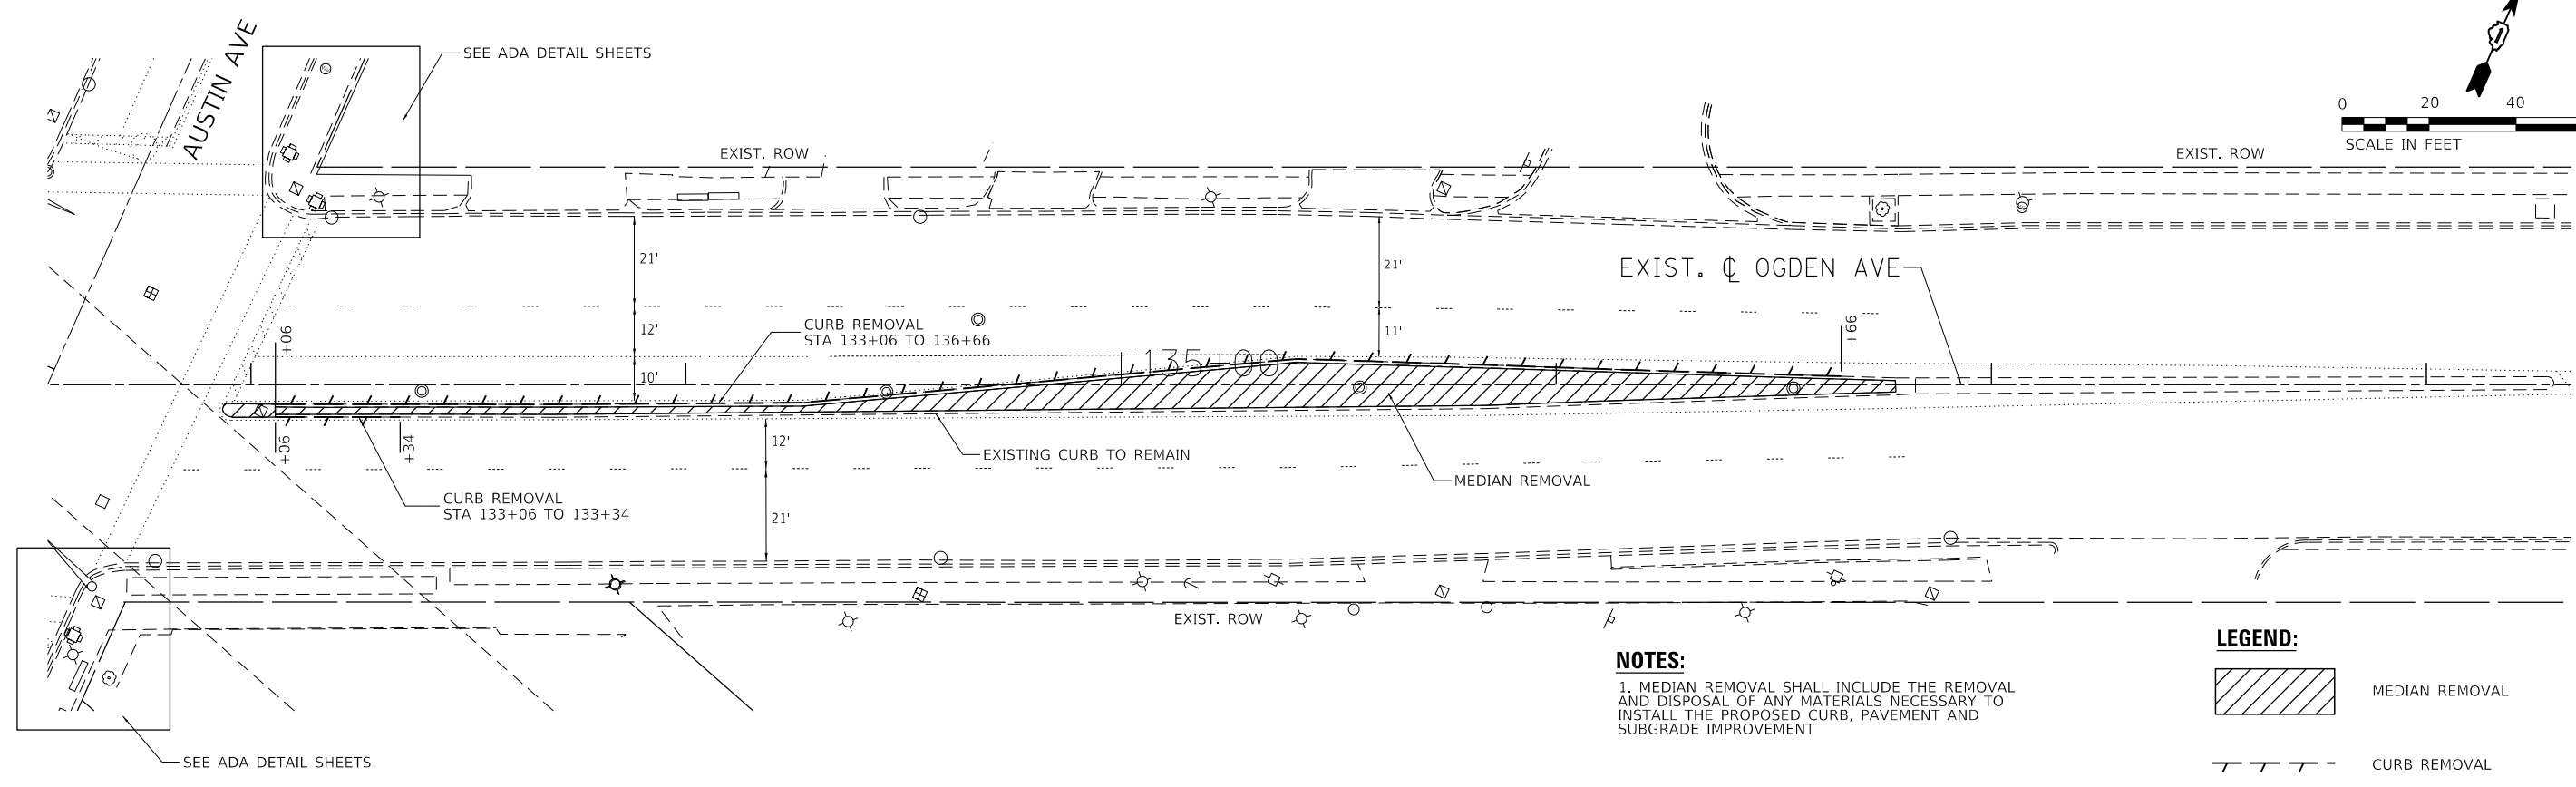 AUSTIN AVE
SEE ADA DETAIL SHEETS
EXIST. ROW
EXIST. ROW
0 20 40
SCALE IN FEET
21'
12'
10'
21'
11'
EXIST. ℄ OGDEN AVE
+06
CURB REMOVAL
STA 133+06 TO 136+66
135+00
+66
+06
+34
12'
21'
EXISTING CURB TO REMAIN
MEDIAN REMOVAL
CURB REMOVAL
STA 133+06 TO 133+34
EXIST. ROW
SEE ADA DETAIL SHEETS
NOTES:
1. MEDIAN REMOVAL SHALL INCLUDE THE REMOVAL
AND DISPOSAL OF ANY MATERIALS NECESSARY TO
INSTALL THE PROPOSED CURB, PAVEMENT AND
SUBGRADE IMPROVEMENT
LEGEND:
MEDIAN REMOVAL
CURB REMOVAL